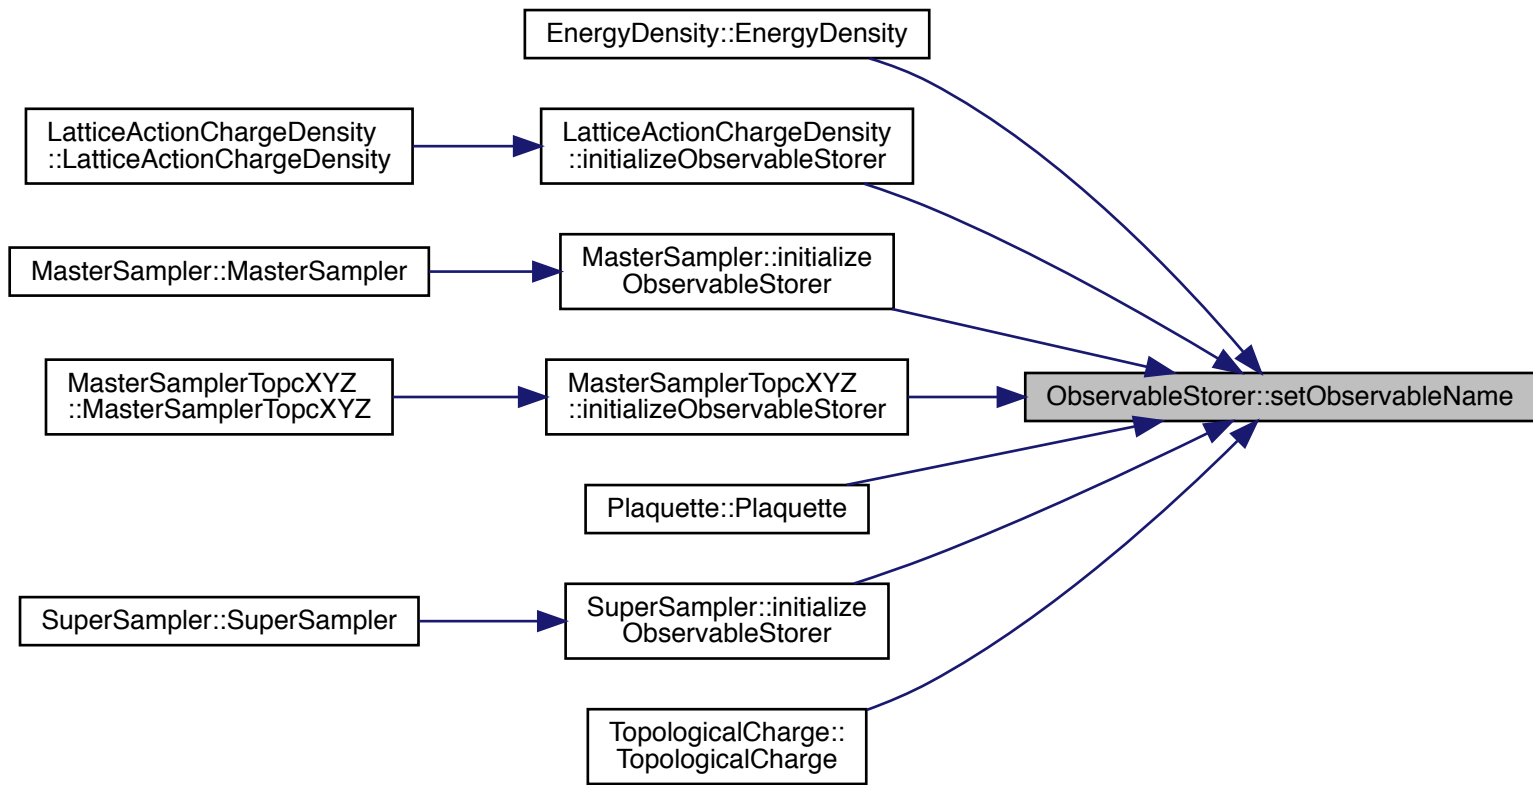 EnergyDensity::EnergyDensity
LatticeActionChargeDensity
::LatticeActionChargeDensity
LatticeActionChargeDensity
::initializeObservableStorer
MasterSampler::MasterSampler
MasterSampler::initialize
ObservableStorer
MasterSamplerTopcXYZ
::MasterSamplerTopcXYZ
MasterSamplerTopcXYZ
::initializeObservableStorer
ObservableStorer::setObservableName
Plaquette::Plaquette
SuperSampler::SuperSampler
SuperSampler::initialize
ObservableStorer
TopologicalCharge::
TopologicalCharge